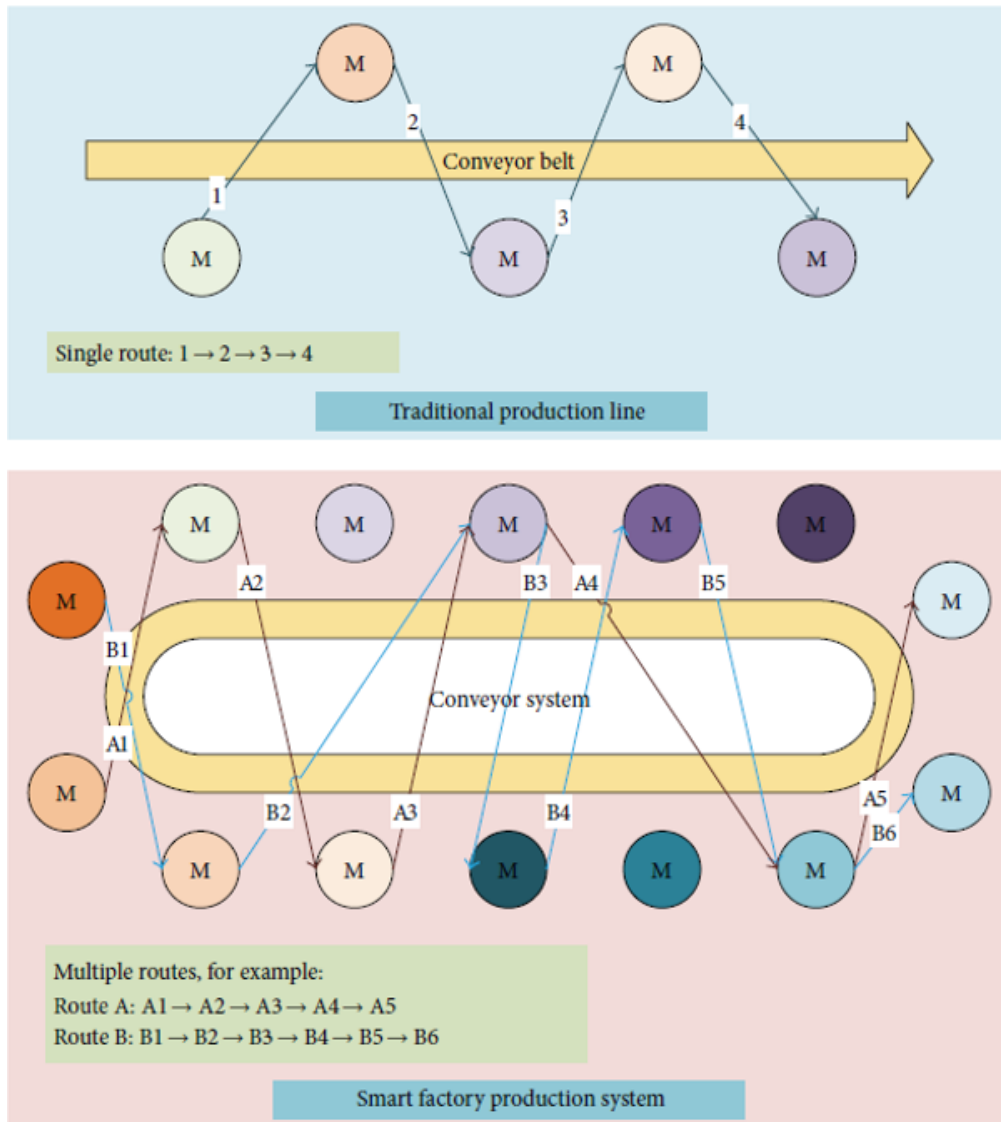 M
M
2
4
Conveyor belt
1
3
M
M
M
Single route: 1 → 2 → 3 → 4
Traditional production line
M
M
M
M
M
A2
B3
A4
B5
M
M
B1
Conveyor system
A1
M
M
B2
A3
B4
A5
B6
M
M
M
M
M
Multiple routes, for example:
Route A: A1 → A2 → A3 → A4 → A5
Route B: B1 → B2 → B3 → B4 → B5 → B6
Smart factory production system